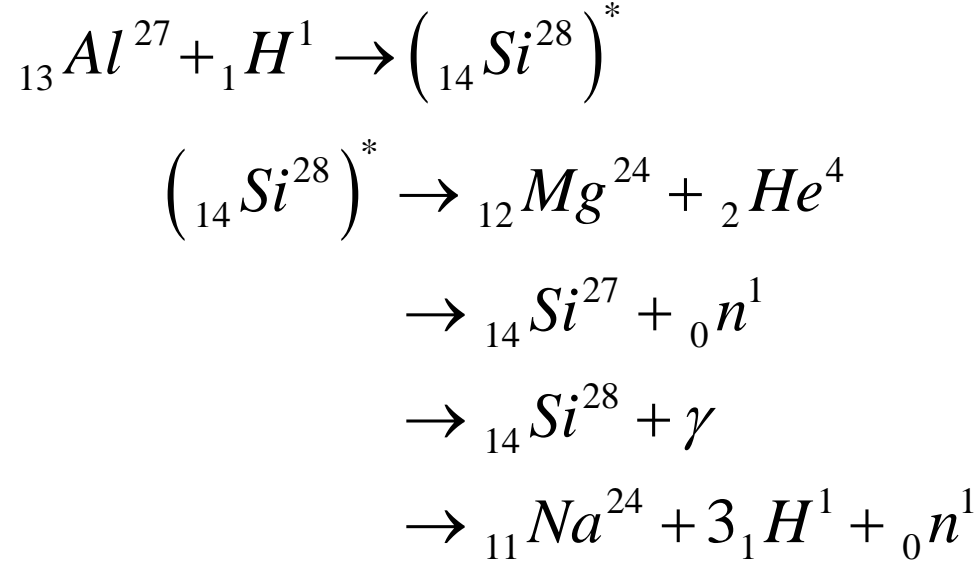 ₁₃Al²⁷+₁H¹ → (₁₄Si²⁸)*
(₁₄Si²⁸)* → ₁₂Mg²⁴ + ₂He⁴
→ ₁₄Si²⁷ + ₀n¹
→ ₁₄Si²⁸ + γ
→ ₁₁Na²⁴ + 3₁H¹ + ₀n¹